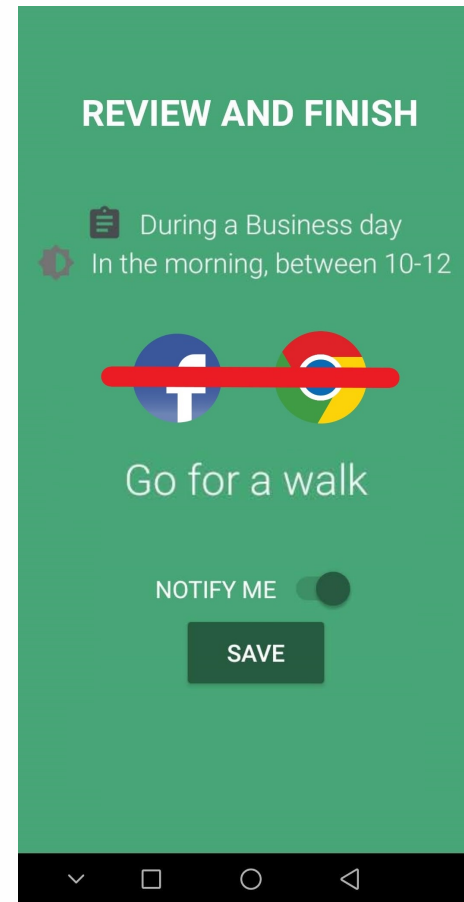 REVIEW AND FINISH
During a Business day
In the morning, between 10-12
Go for a walk
NOTIFY ME
SAVE